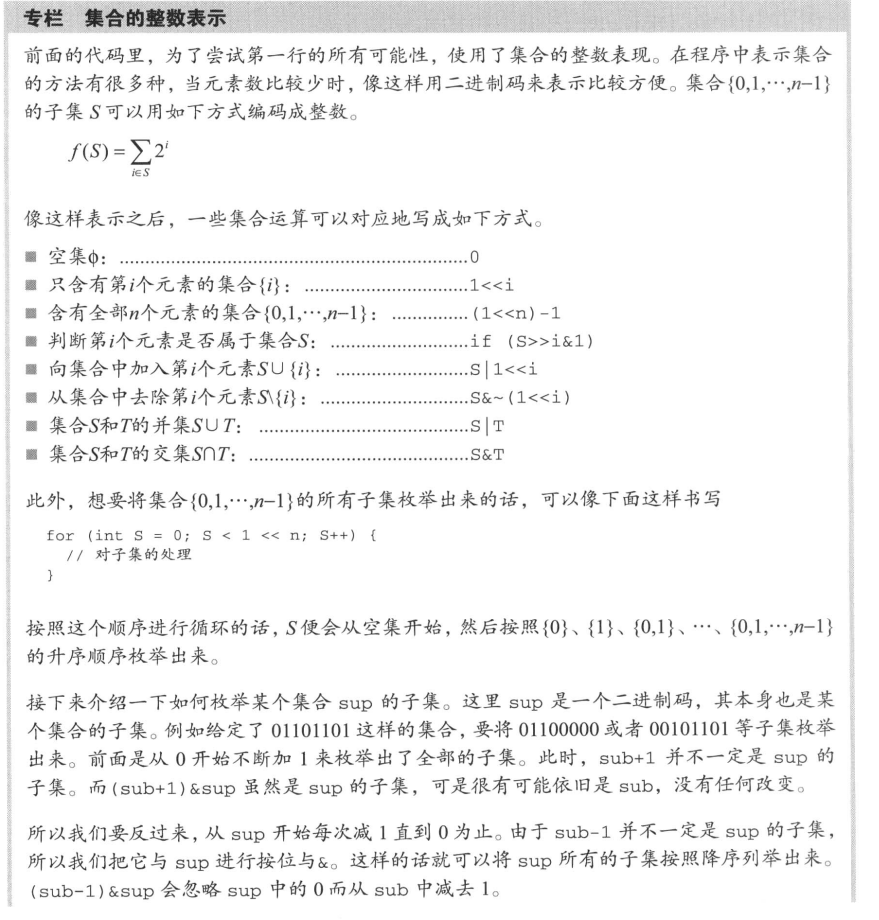 专栏 集合的整数表示
前面的代码里，为了尝试第一行的所有可能性，使用了集合的整数表现。在程序中表示集合
的方法有很多种，当元素数比较少时，像这样用二进制码来表示比较方便。集合{0,1,⋯,n−1}
的子集 S 可以用如下方式编码成整数。
f(S)=∑_{i∈S} 2^i
像这样表示之后，一些集合运算可以对应地写成如下方式。
■ 空集ϕ：....................................................................0
■ 只含有第i个元素的集合{i}：................................1<<i
■ 含有全部n个元素的集合{0,1,⋯,n−1}：...............(1<<n)-1
■ 判断第i个元素是否属于集合S：...........................if (S>>i&1)
■ 向集合中加入第i个元素S∪{i}：..........................S|1<<i
■ 从集合中去除第i个元素S\{i}：.............................S&~(1<<i)
■ 集合S和T的并集S∪T：.........................................S|T
■ 集合S和T的交集S∩T：...........................................S&T
此外，想要将集合{0,1,⋯,n−1}的所有子集枚举出来的话，可以像下面这样书写
for (int S = 0; S < 1 << n; S++) {
// 对子集的处理
}
按照这个顺序进行循环的话，S便会从空集开始，然后按照{0}、{1}、{0,1}、⋯、{0,1,⋯,n−1}
的升序顺序枚举出来。
接下来介绍一下如何枚举某个集合 sup 的子集。这里 sup 是一个二进制码，其本身也是某
个集合的子集。例如给定了 01101101 这样的集合，要将 01100000 或者 00101101 等子集枚举
出来。前面是从 0 开始不断加 1 来枚举出了全部的子集。此时，sub+1 并不一定是 sup 的
子集。而(sub+1)&sup 虽然是 sup 的子集，可是很有可能依旧是 sub，没有任何改变。
所以我们要反过来，从 sup 开始每次减 1 直到 0 为止。由于 sub-1 并不一定是 sup 的子集，
所以我们把它与 sup 进行按位与&。这样的话就可以将 sup 所有的子集按照降序列举出来。
(sub-1)&sup 会忽略 sup 中的 0 而从 sub 中减去 1。